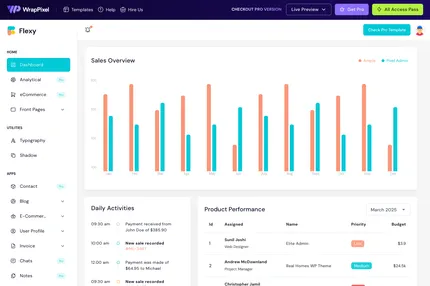 WrapPixel
Templates
Help
Hire Us
CHECKOUT PRO VERSION
Live Preview
Get Pro
All Access Pass
Flexy
Check Pro Template
HOME
Dashboard
Analytical
Pro
eCommerce
Pro
Front Pages
UTILITIES
Typography
Shadow
APPS
Contact
Pro
Blog
E-Commer..
User Profile
Invoice
Chats
Pro
Notes
Pro
Sales Overview
Pixel Admin
Daily Activities
09:30 am
Payment received from
John Doe of $385.90
10:00 am
New sale recorded
12:00 am
Payment was made of
$64.95 to Michael
09:30 am
New sale recorded
Product Performance
March 2025
Id
Assigned
Name
Priority
Budget
1
Sunil Joshi
Web Designer
Elite Admin
Low
$3.9
2
Andrew McDownland
Project Manager
Real Homes WP Theme
Medium
$24.5k
Christopher Jamil